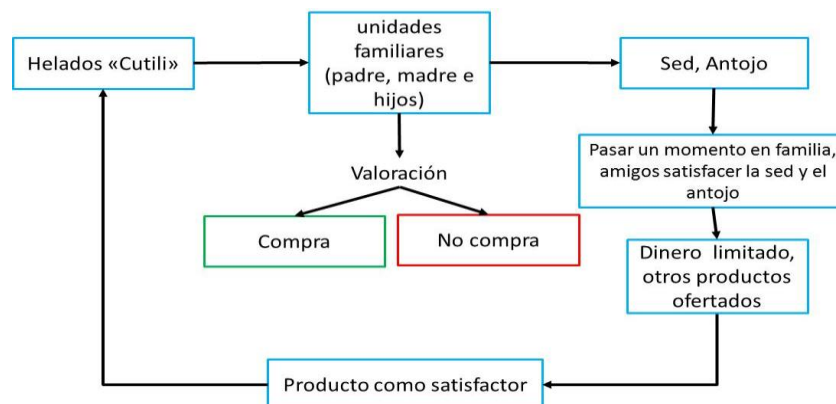 Helados «Cutili»
unidades
familiares
(padre, madre e
hijos)
Sed, Antojo
Pasar un momento en familia,
amigos satisfacer la sed y el
antojo
Valoración
Compra
No compra
Dinero limitado,
otros productos
ofertados
Producto como satisfactor